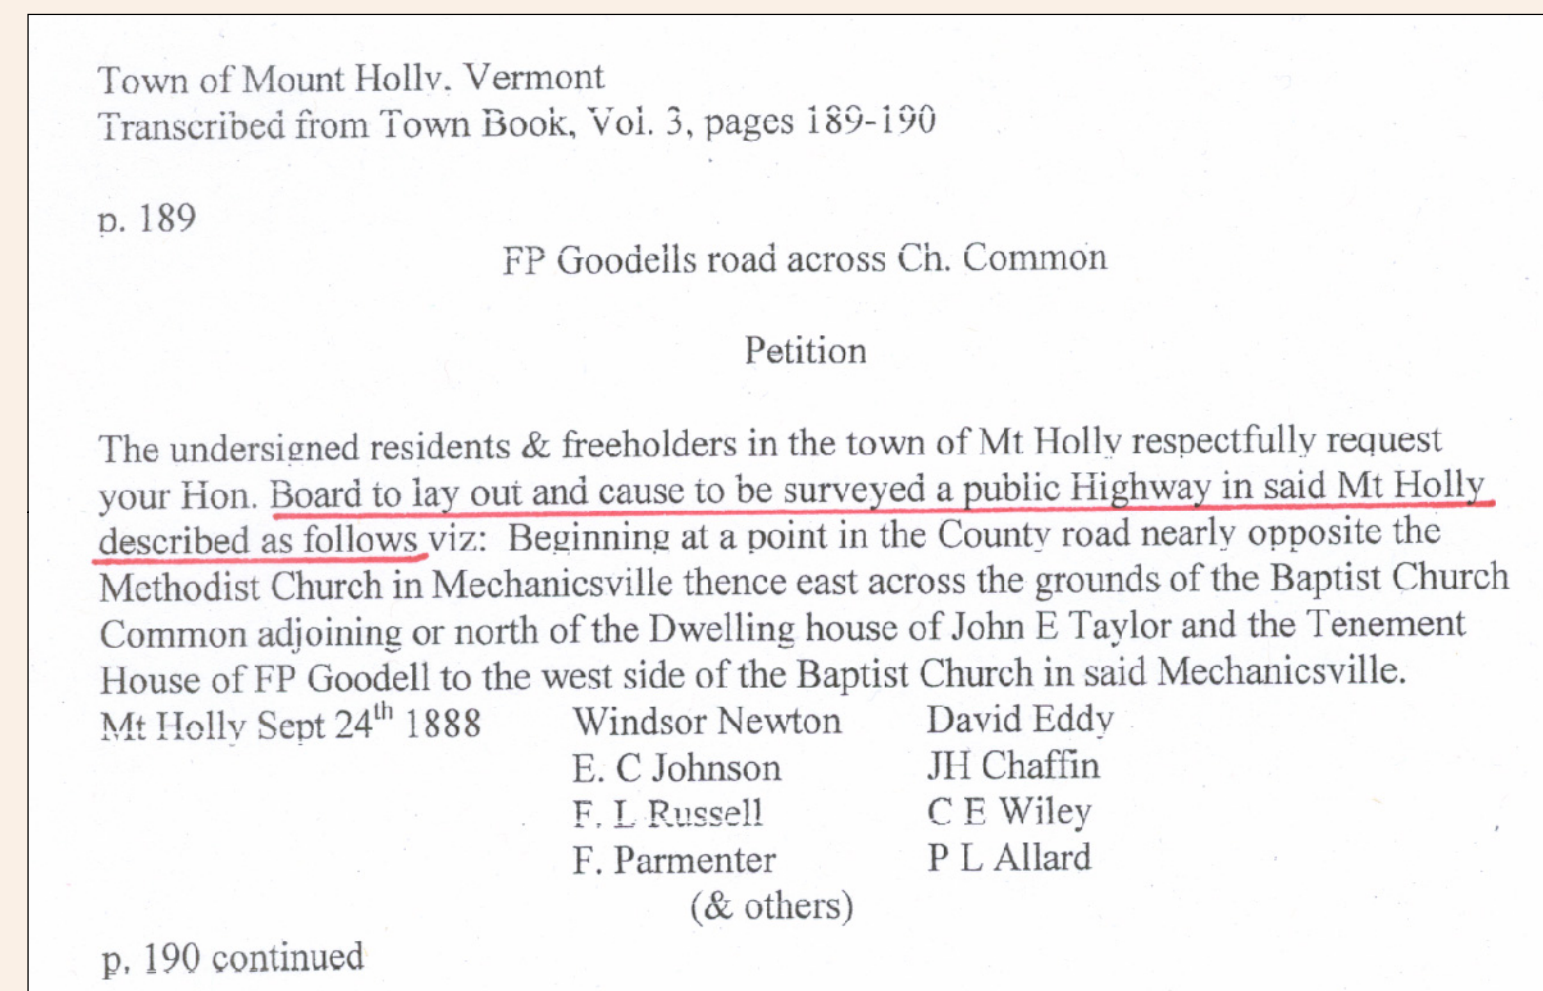 Town of Mount Holly. Vermont
Transcribed from Town Book, Vol. 3, pages 189-190
p. 189
FP Goodells road across Ch. Common
Petition
The undersigned residents & freeholders in the town of Mt Holly respectfully request
your Hon. Board to lay out and cause to be surveyed a public Highway in said Mt Holly
described as follows viz: Beginning at a point in the County road nearly opposite the
Methodist Church in Mechanicsville thence east across the grounds of the Baptist Church
Common adjoining or north of the Dwelling house of John E Taylor and the Tenement
House of FP Goodell to the west side of the Baptist Church in said Mechanicsville.
Mt Holly Sept 24th 1888 Windsor Newton David Eddy
E. C Johnson JH Chaffin
F. L Russell C E Wiley
F. Parmenter P L Allard
(& others)
p. 190 continued